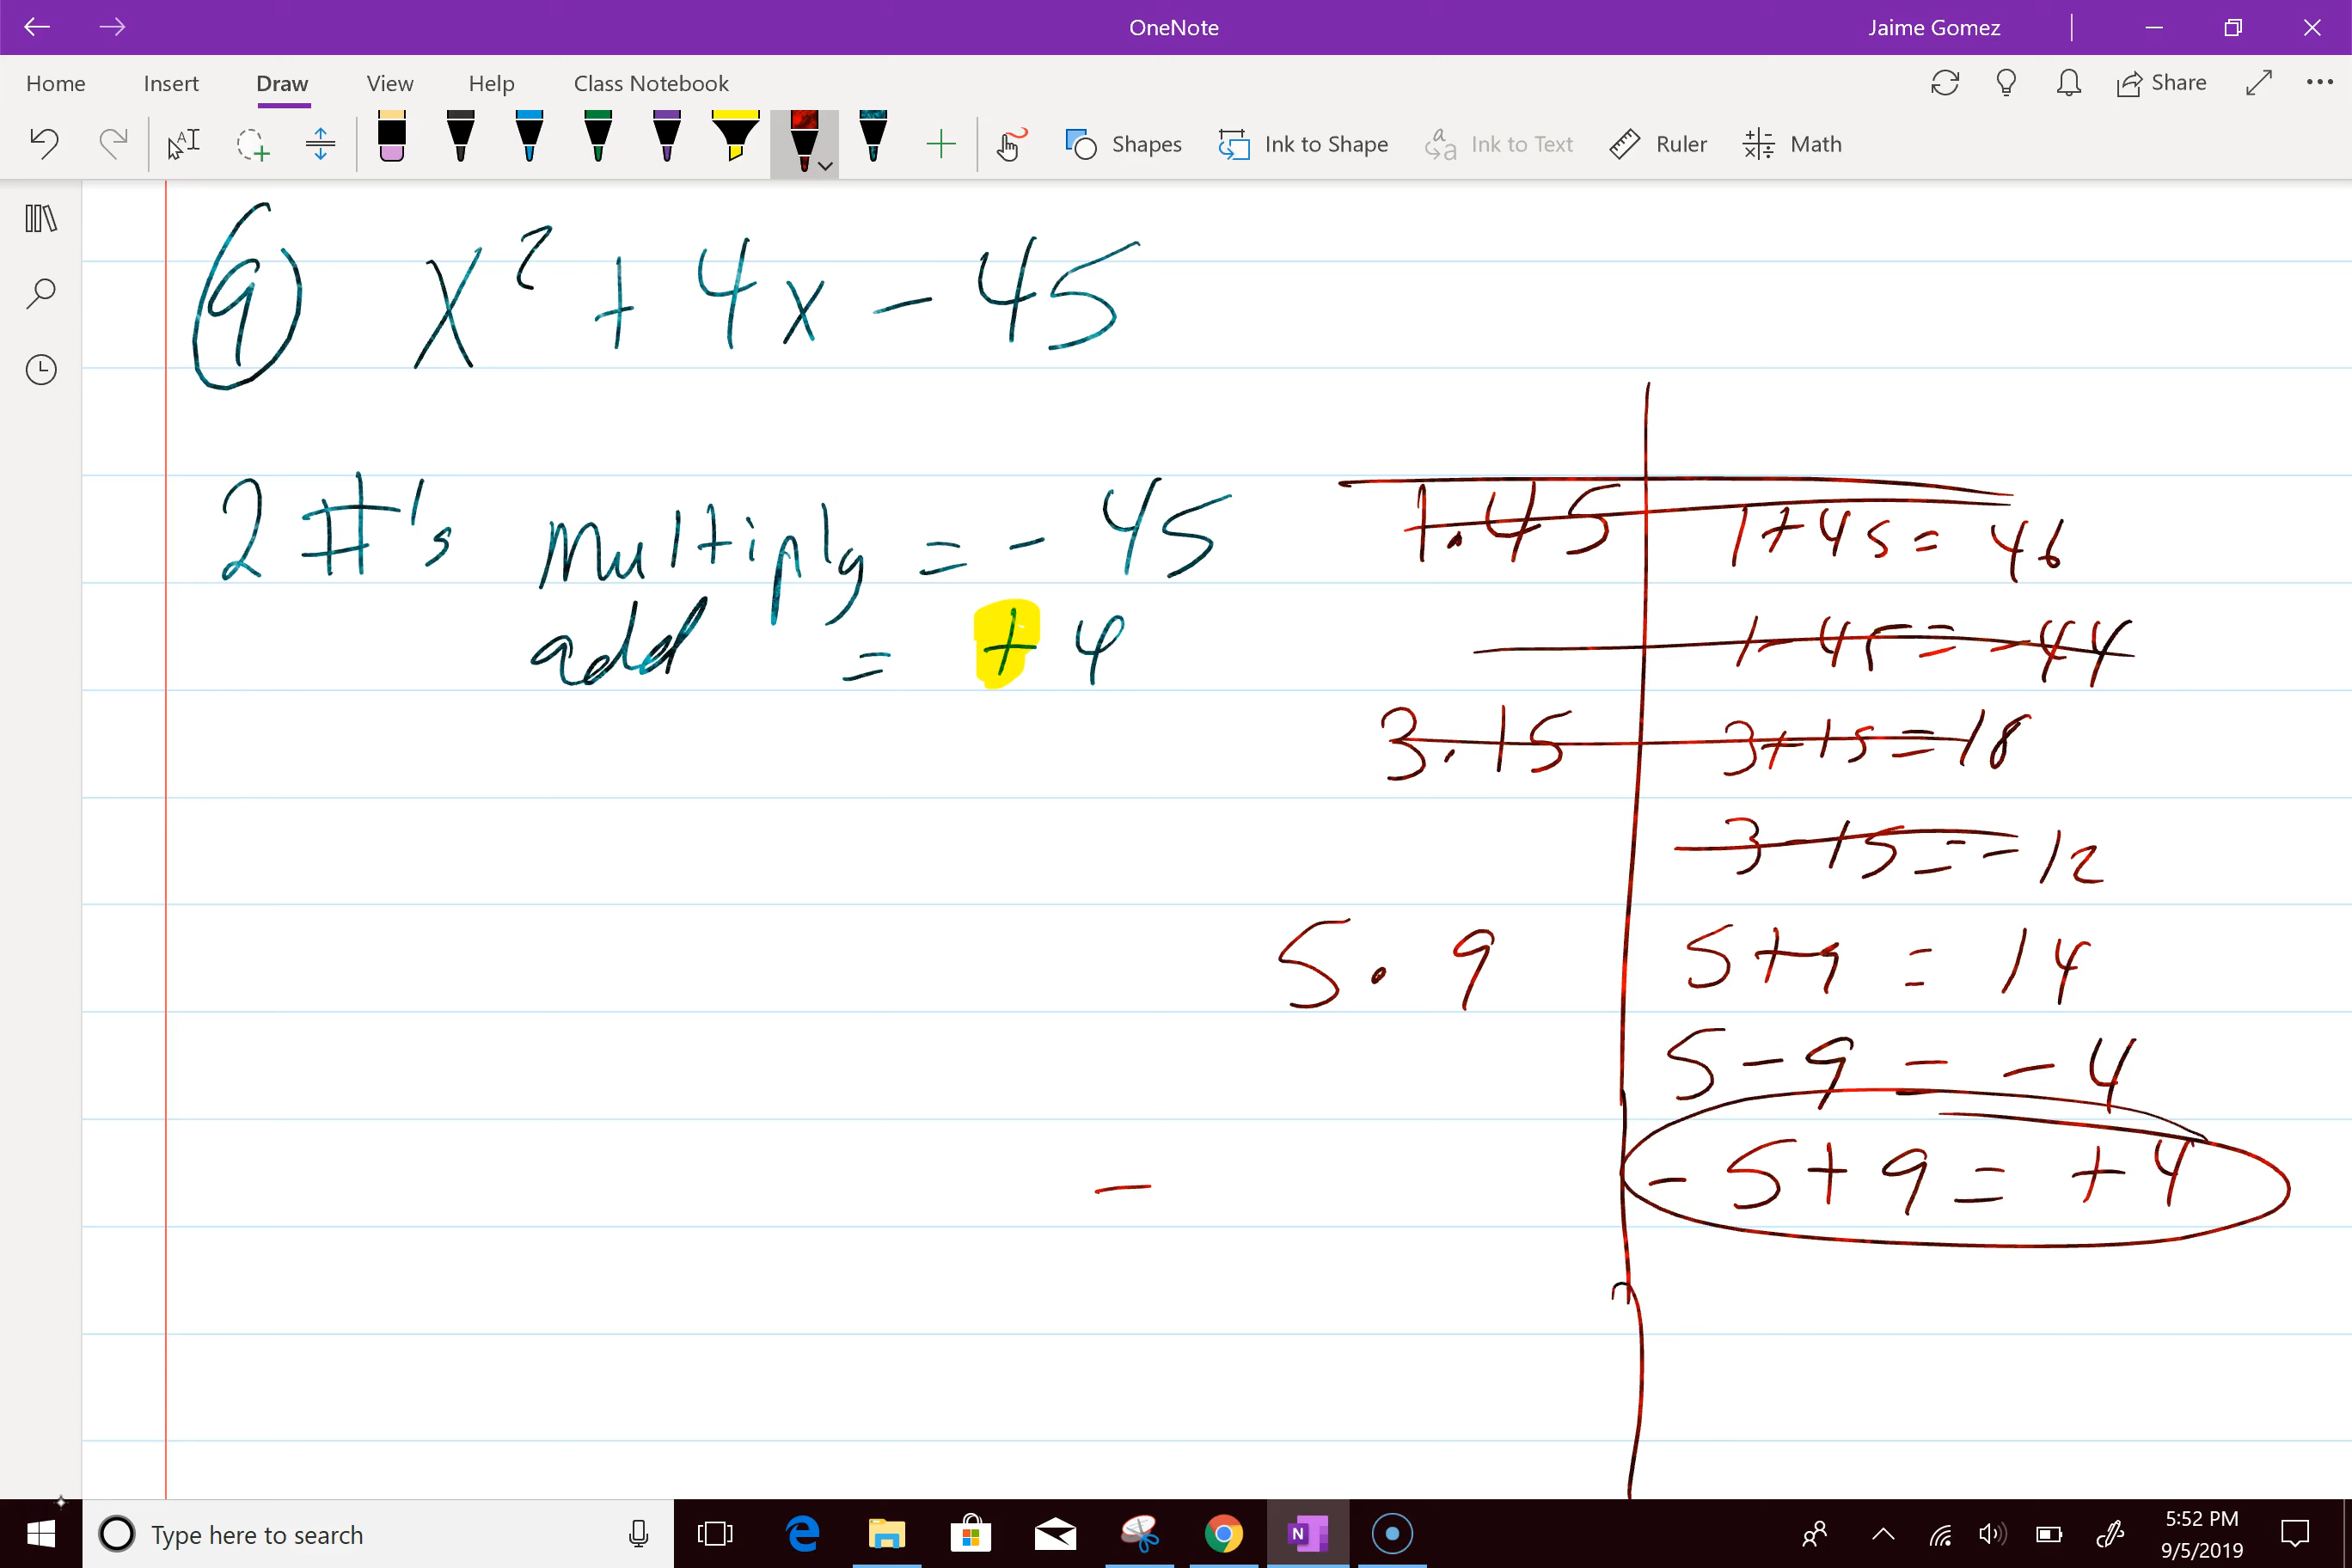 OneNote
Jaime Gomez
Home Insert Draw View Help Class Notebook
Share
Shapes Ink to Shape Ink to Text Ruler Math
9) x² + 4x - 45
2 #'s multiply = - 45
add = + 4
1 · 45 1 + 45 = 46
1 - 45 = - 44
3 · 15 3 + 15 = 18
3 - 15 = - 12
5 · 9 5 + 9 = 14
5 - 9 = - 4
-
- 5 + 9 = + 4
Type here to search
5:52 PM
9/5/2019